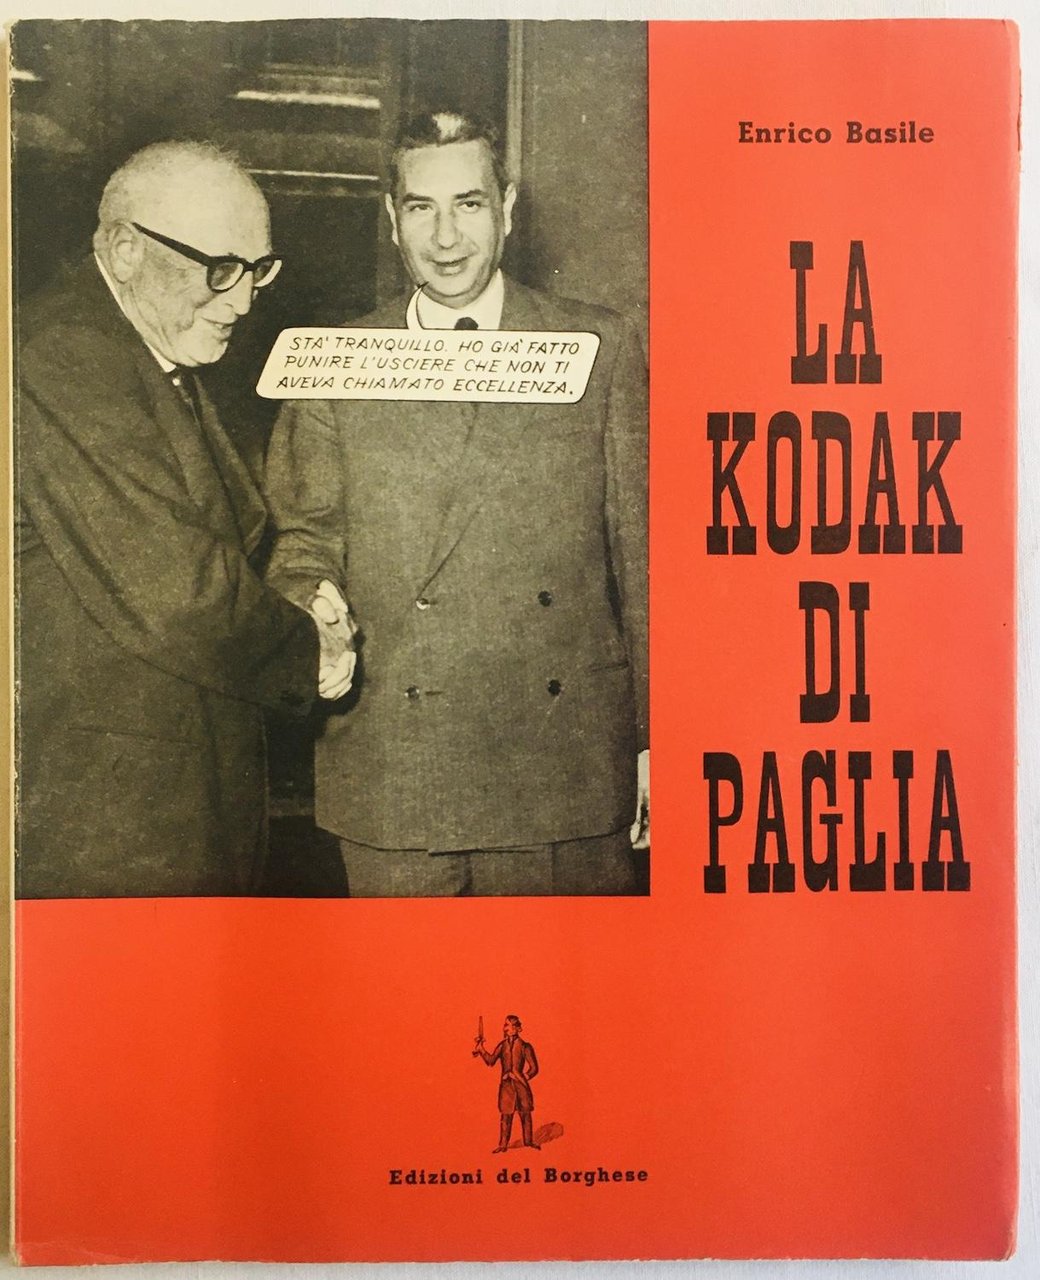 Enrico Basile
LA
KODAK
DI
PAGLIA
STA' TRANQUILLO. HO GIA' FATTO
PUNIRE L'USCIERE CHE NON TI
AVEVA CHIAMATO ECCELLENZA.
Edizioni del Borghese